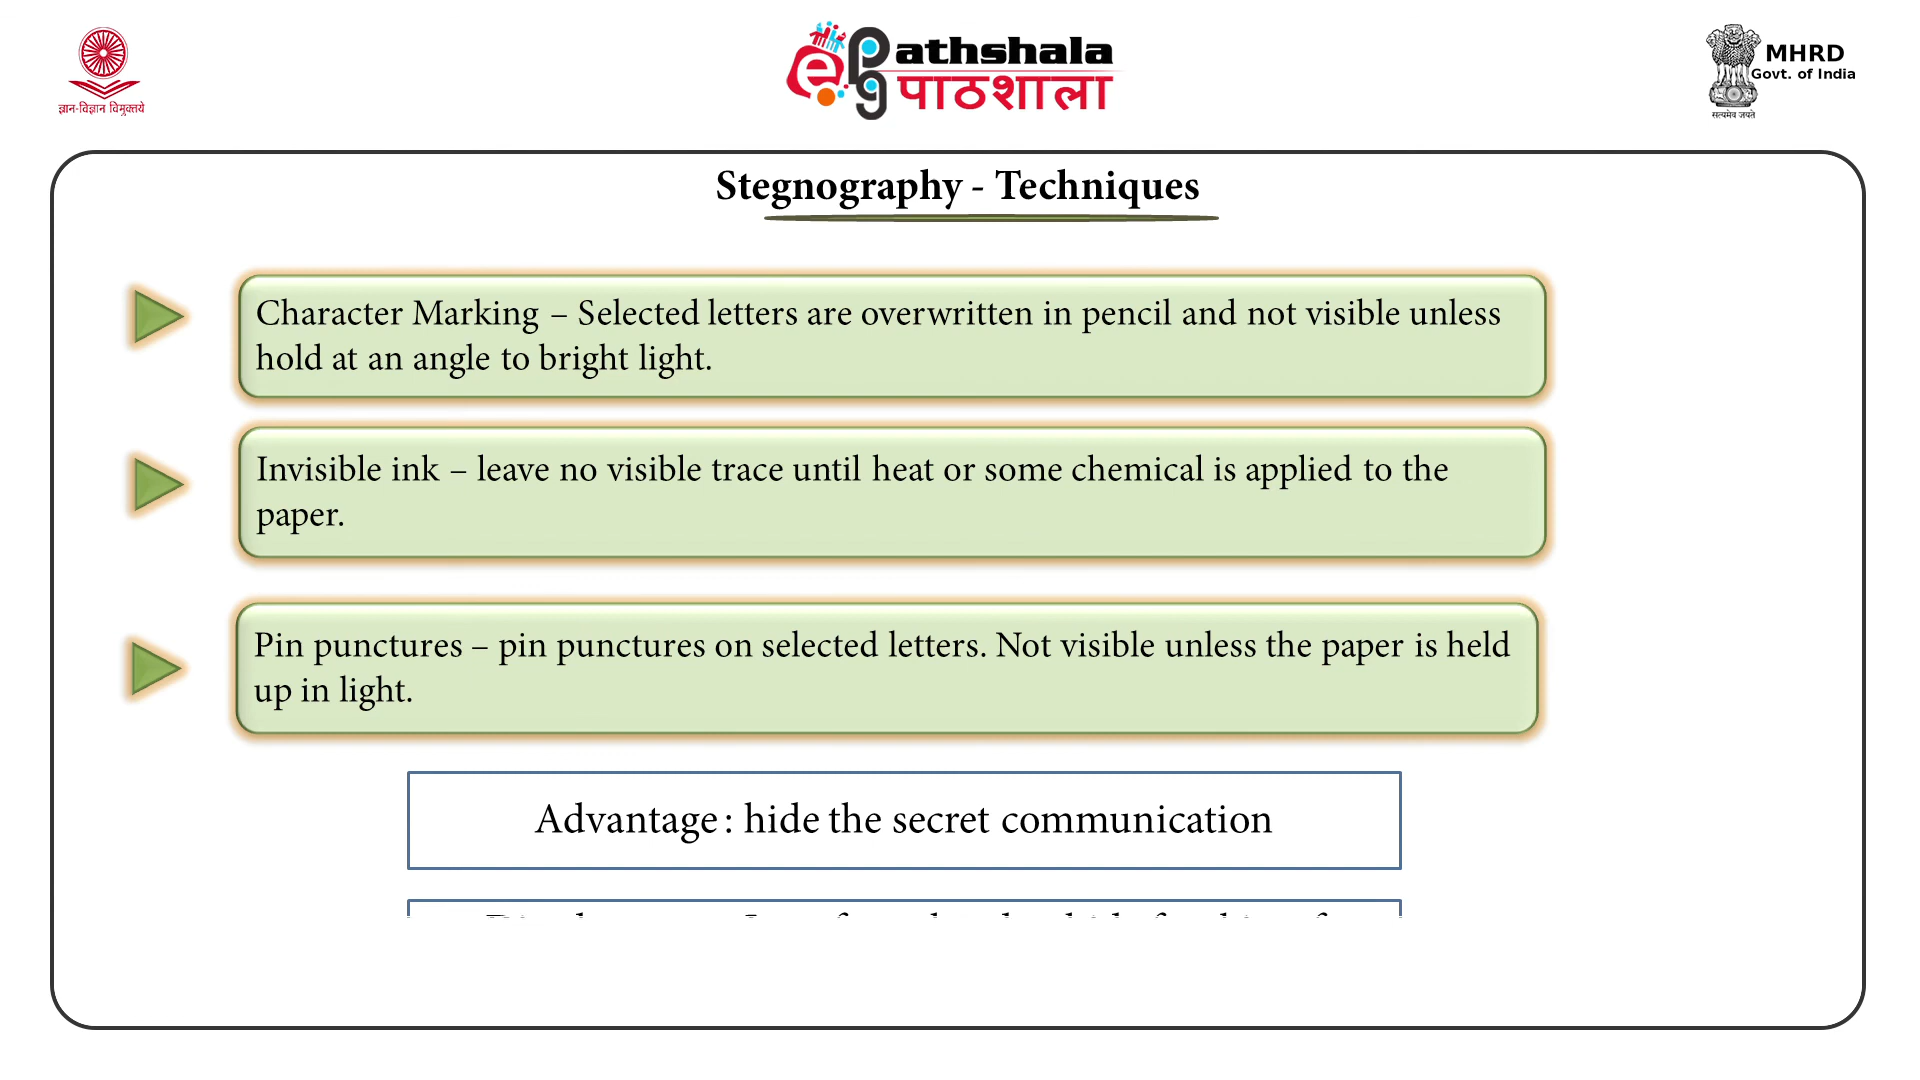 ज्ञान-विज्ञान विमुक्तये
athshala
पाठशाला
MHRD
Govt. of India
सत्यमेव जयते
Stegnography - Techniques
Character Marking – Selected letters are overwritten in pencil and not visible unless
hold at an angle to bright light.
Invisible ink – leave no visible trace until heat or some chemical is applied to the
paper.
Pin punctures – pin punctures on selected letters. Not visible unless the paper is held
up in light.
Advantage : hide the secret communication